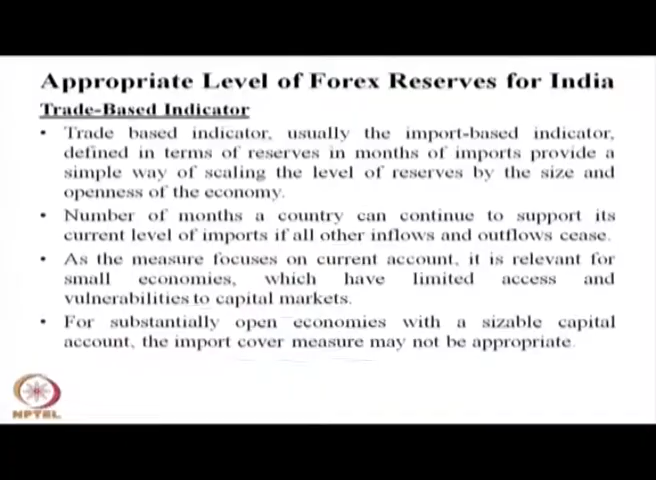 Appropriate Level of Forex Reserves for India
Trade-Based Indicator
• Trade based indicator, usually the import-based indicator,
defined in terms of reserves in months of imports provide a
simple way of scaling the level of reserves by the size and
openness of the economy.
• Number of months a country can continue to support its
current level of imports if all other inflows and outflows cease.
• As the measure focuses on current account, it is relevant for
small economies, which have limited access and
vulnerabilities to capital markets.
• For substantially open economies with a sizable capital
account, the import cover measure may not be appropriate.
NPTEL